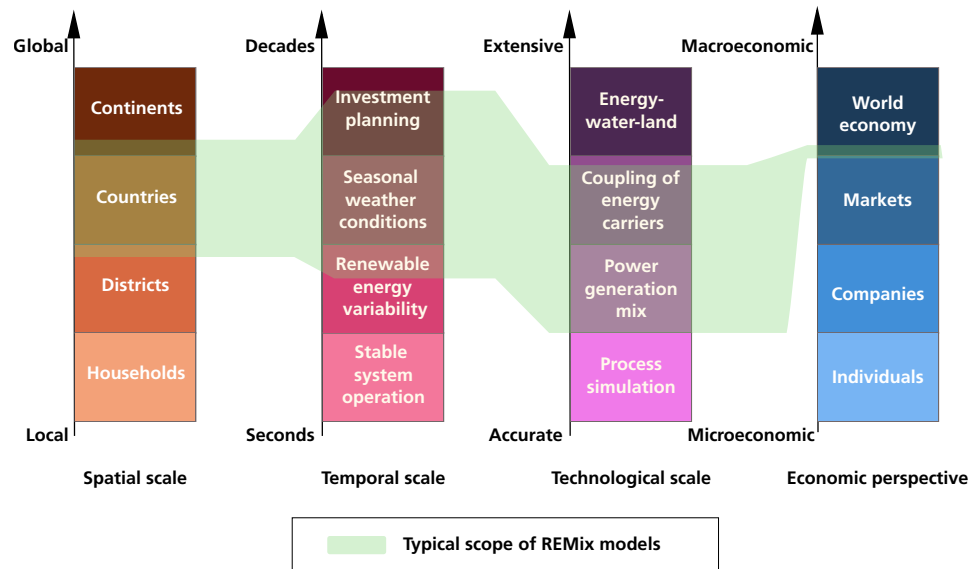 Global
Continents
Countries
Districts
Households
Local
Spatial scale
Decades
Investment
planning
Seasonal
weather
conditions
Renewable
energy
variability
Stable
system
operation
Seconds
Temporal scale
Extensive
Energy-
water-land
Coupling of
energy
carriers
Power
generation
mix
Process
simulation
Accurate
Technological scale
Macroeconomic
World
economy
Markets
Companies
Individuals
Microeconomic
Economic perspective
Typical scope of REMix models